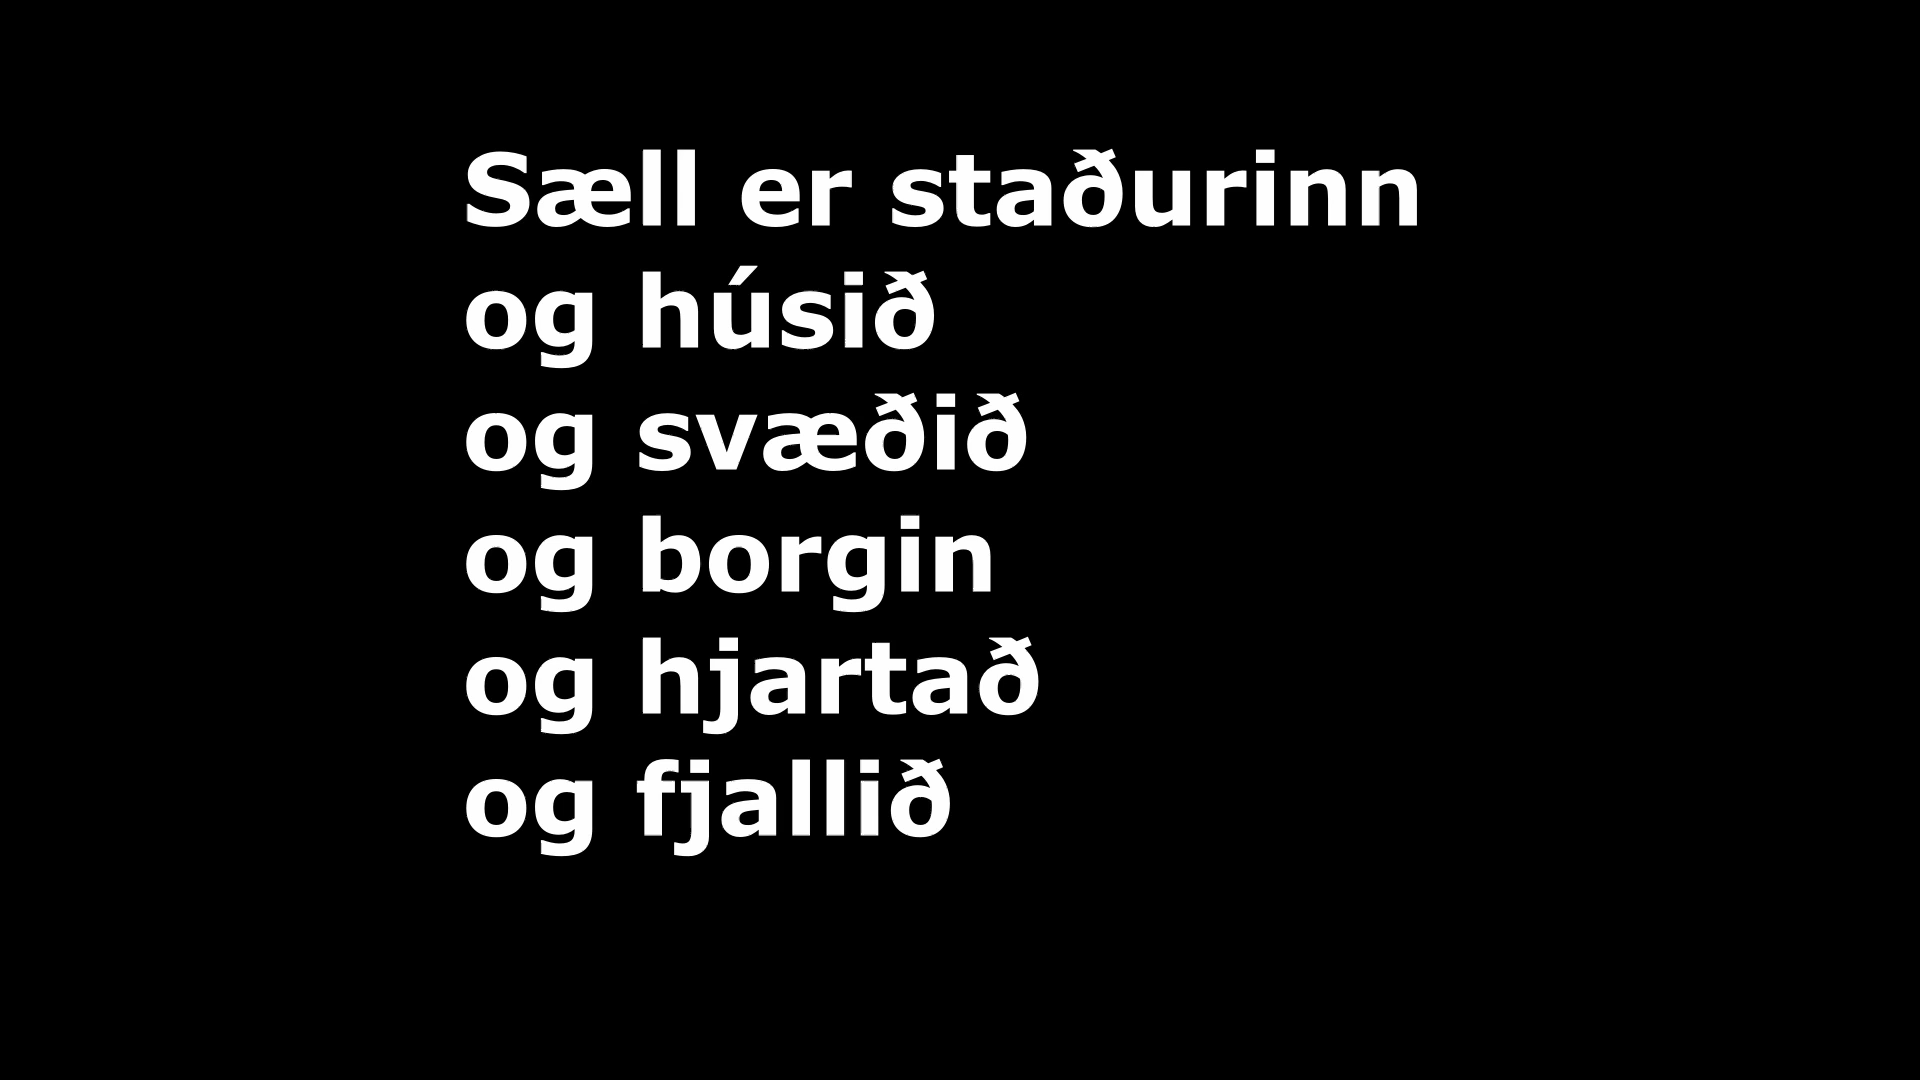 Sæll er staðurinn
og húsið
og svæðið
og borgin
og hjartað
og fjallið